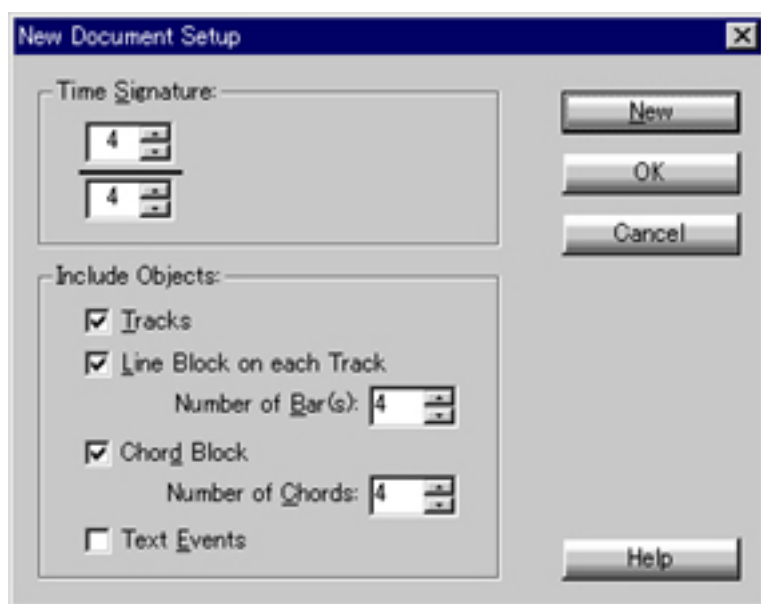 New Document Setup
Time Signature:
4
4
New
OK
Cancel
Include Objects:
Tracks
Line Block on each Track
Number of Bar(s): 4
Chord Block
Number of Chords: 4
Text Events
Help